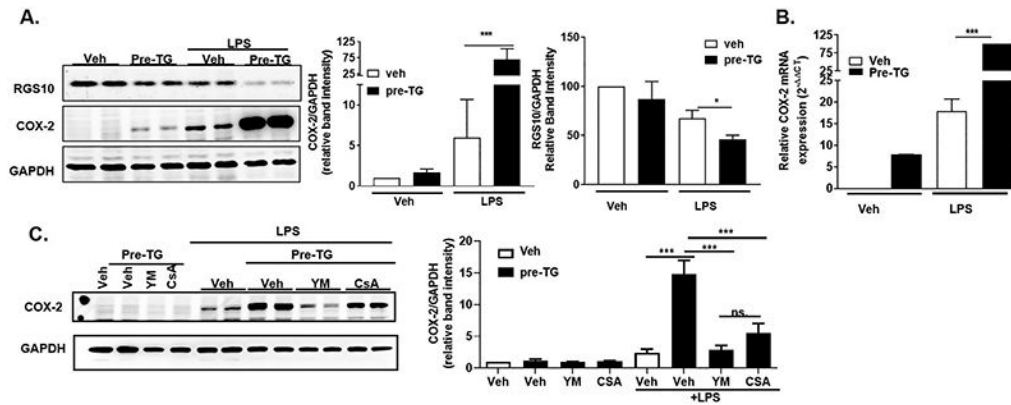 A.
LPS
Veh Pre-TG Veh Pre-TG
RGS10
COX-2
GAPDH
COX-2/GAPDH
(relative band intensity)
125
100
75
50
25
10
5
0
***
veh
pre-TG
Veh LPS
RGS10/GAPDH
Relative Band Intensity)
150
100
50
0
veh
pre-TG
*
Veh LPS
B.
Relative COX-2 mRNA
expression (2^-ΔΔCT)
125
100
75
50
25
20
15
10
5
0
***
Veh
Pre-TG
Veh LPS
C.
LPS
Pre-TG Pre-TG
Veh Veh YM CsA Veh Veh YM CsA
COX-2
GAPDH
COX-2/GAPDH
(relative band intensity)
20
15
10
5
0
Veh
pre-TG
***
***
***
ns.
Veh Veh YM CSA Veh Veh YM CSA
+LPS